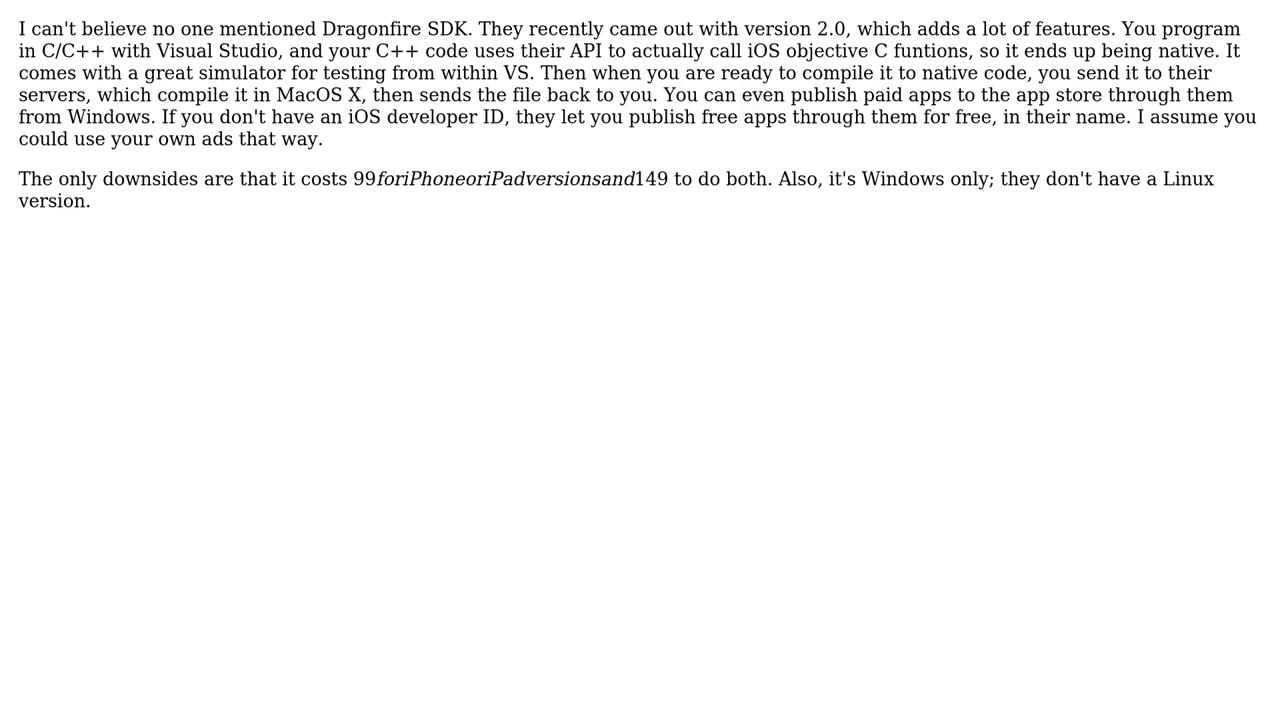 I can't believe no one mentioned Dragonfire SDK. They recently came out with version 2.0, which adds a lot of features. You program
in C/C++ with Visual Studio, and your C++ code uses their API to actually call iOS objective C funtions, so it ends up being native. It
comes with a great simulator for testing from within VS. Then when you are ready to compile it to native code, you send it to their
servers, which compile it in MacOS X, then sends the file back to you. You can even publish paid apps to the app store through them
from Windows. If you don't have an iOS developer ID, they let you publish free apps through them for free, in their name. I assume you
could use your own ads that way.
The only downsides are that it costs 99foriPhoneoriPadversionsand149 to do both. Also, it's Windows only; they don't have a Linux
version.